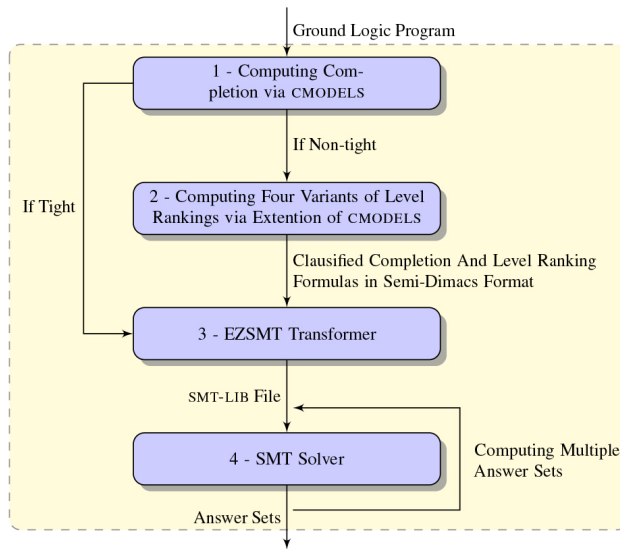 Ground Logic Program
1 - Computing Com-
pletion via CMODELS
If Non-tight
2 - Computing Four Variants of Level
Rankings via Extention of CMODELS
If Tight
Clausified Completion And Level Ranking
Formulas in Semi-Dimacs Format
3 - EZSMT Transformer
SMT-LIB File
4 - SMT Solver
Computing Multiple
Answer Sets
Answer Sets